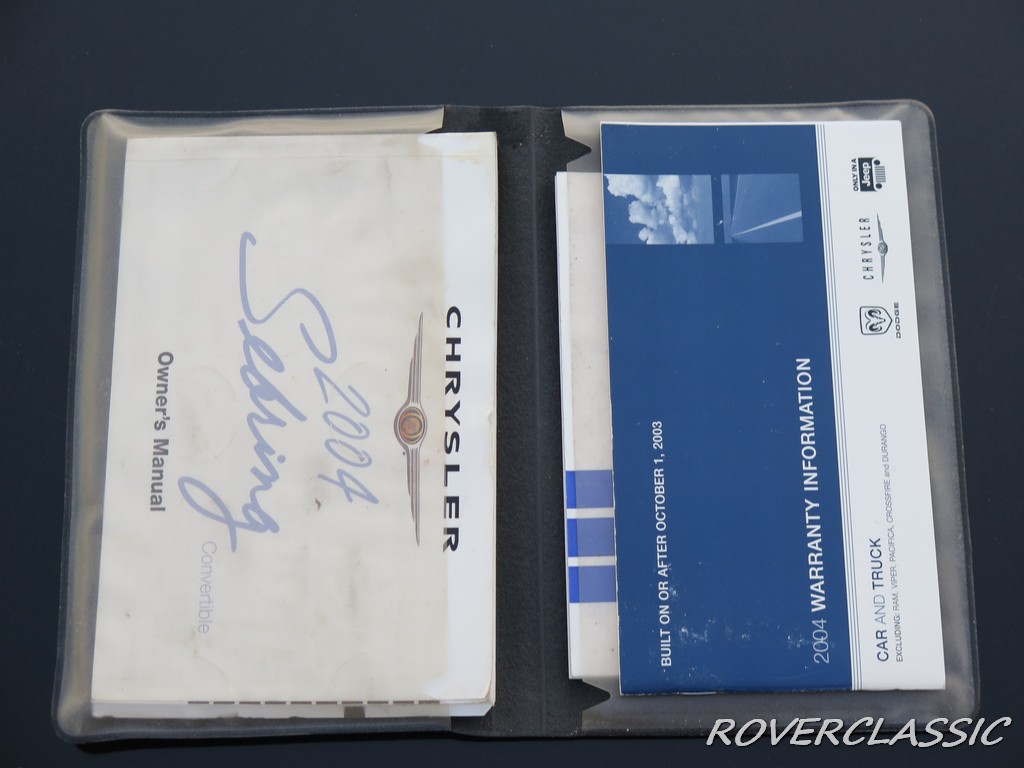 CHRYSLER
2004
Sebring
Convertible
Owner's Manual
BUILT ON OR AFTER OCTOBER 1, 2003
2004 WARRANTY INFORMATION
CAR AND TRUCK
EXCLUDING: RAM, VIPER, PACIFICA, CROSSFIRE and DURANGO
DODGE
CHRYSLER
ONLY IN A
Jeep
ROVERCLASSIC